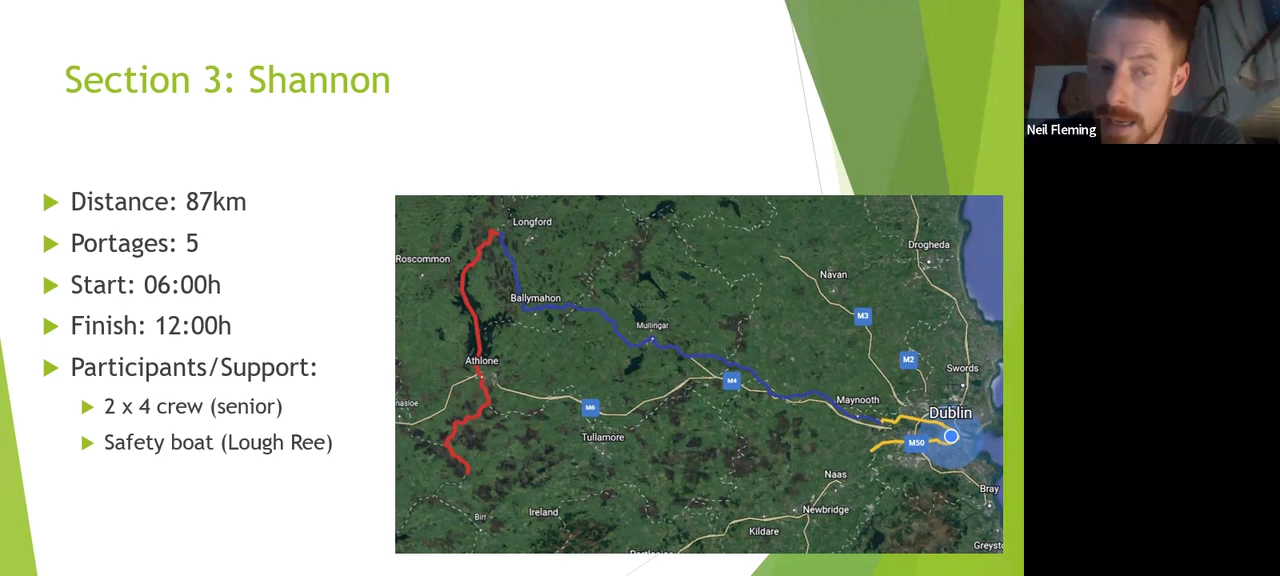 Section 3: Shannon
Neil Fleming
Distance: 87km
Portages: 5
Start: 06:00h
Finish: 12:00h
Participants/Support:
2 x 4 crew (senior)
Safety boat (Lough Ree)
Longford
Drogheda
Roscommon
Navan
Ballymahon
M3
Mullingar
M2
Athlone
Swords
M4
Maynooth
nasloe
M6
Dublin
Tullamore
M50
Naas
Bray
Birr
Ireland
Newbridge
Kildare
Greyst